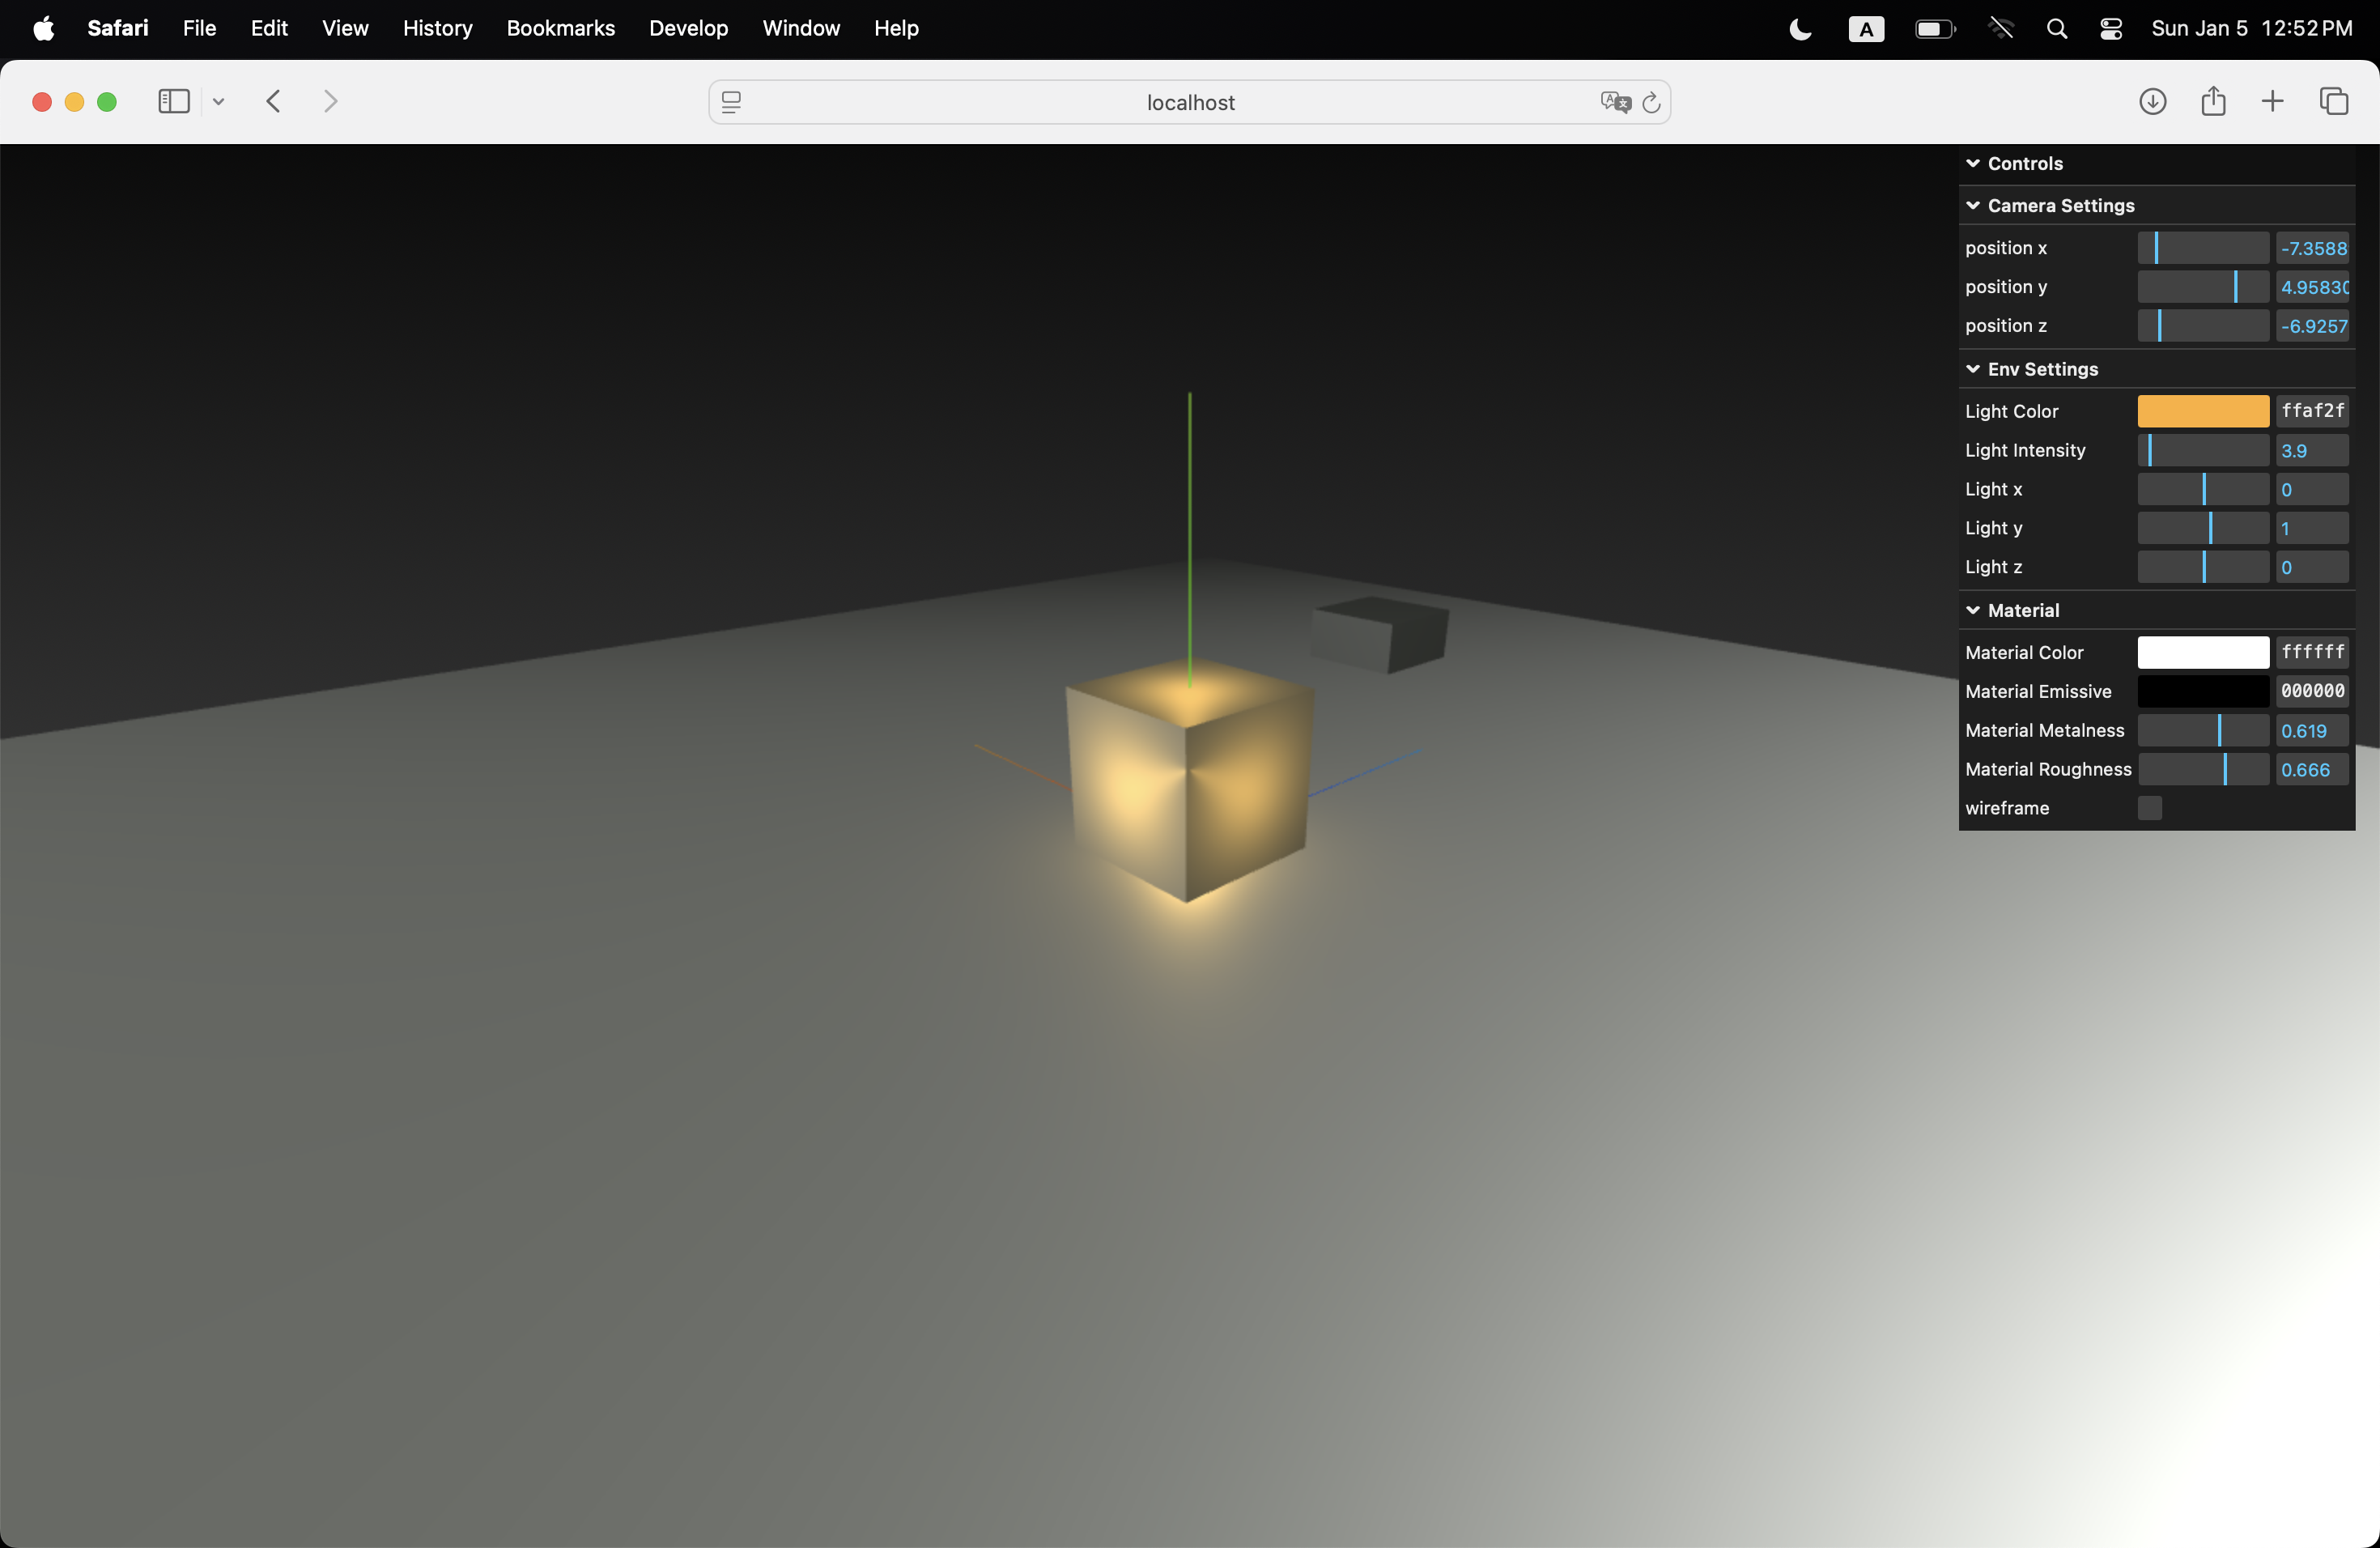 Safari File Edit View History Bookmarks Develop Window Help A Sun Jan 5 12:52 PM
localhost
Controls
Camera Settings
position x -7.3588
position y 4.95830
position z -6.9257
Env Settings
Light Color ffaf2f
Light Intensity 3.9
Light x 0
Light y 1
Light z 0
Material
Material Color ffffff
Material Emissive 000000
Material Metalness 0.619
Material Roughness 0.666
wireframe